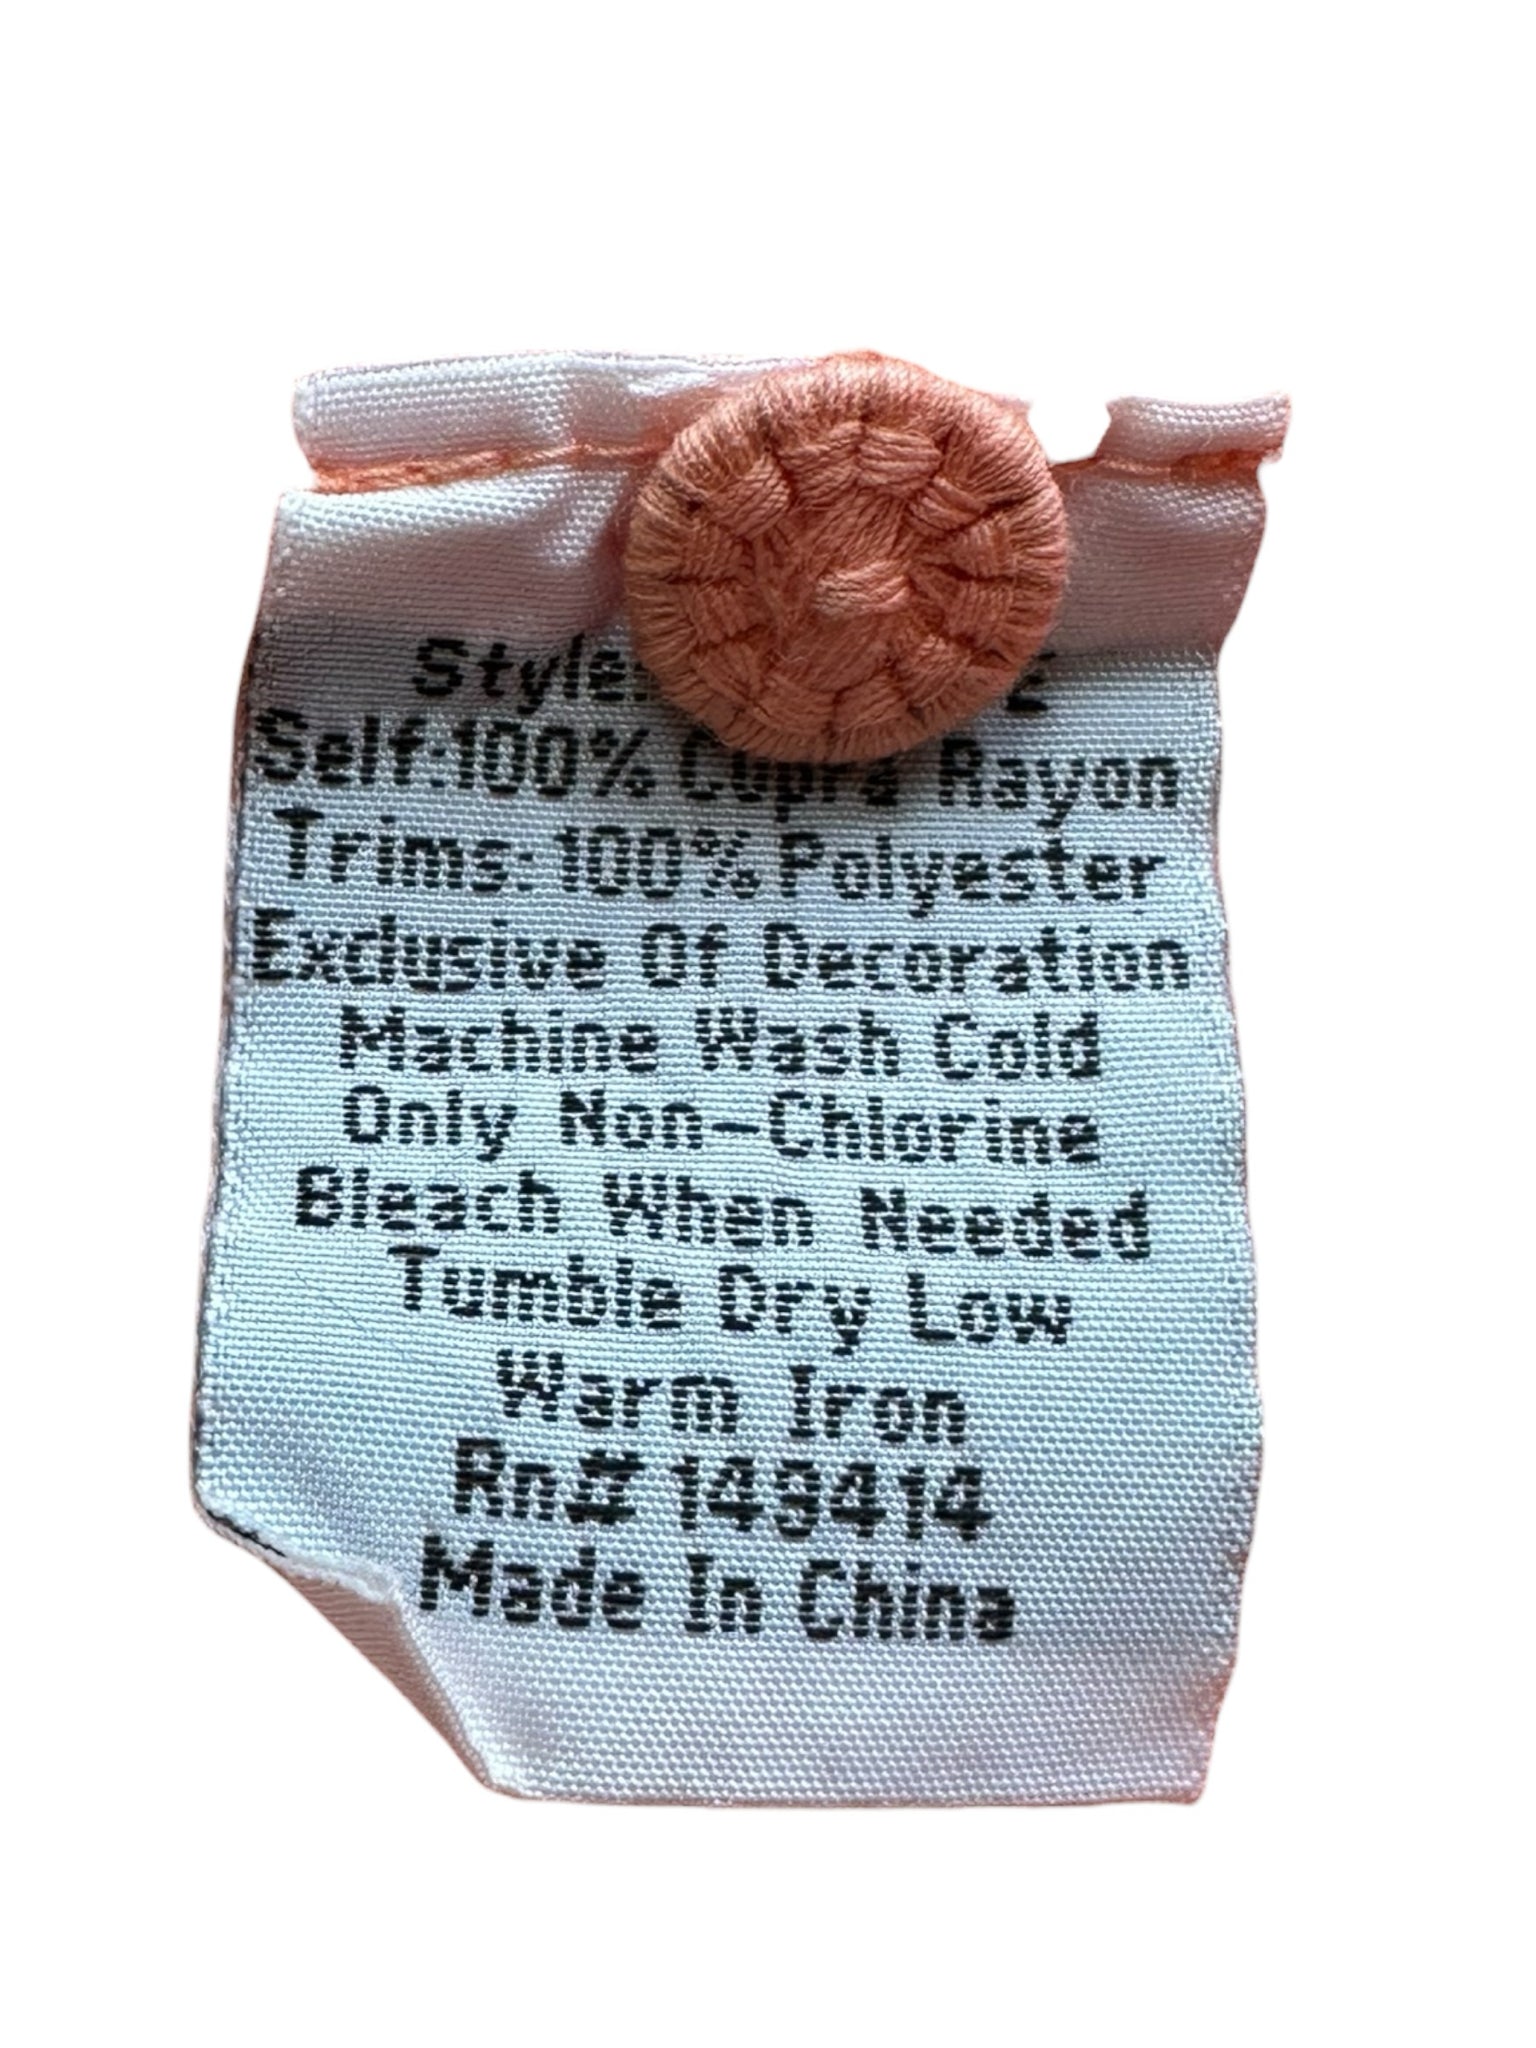 Style:
Self:100% Cupra Rayon
Trims: 100% Polyester
Exclusive Of Decoration
Machine Wash Cold
Only Non-Chlorine
Bleach When Needed
Tumble Dry Low
Warm Iron
Rn# 149414
Made In China